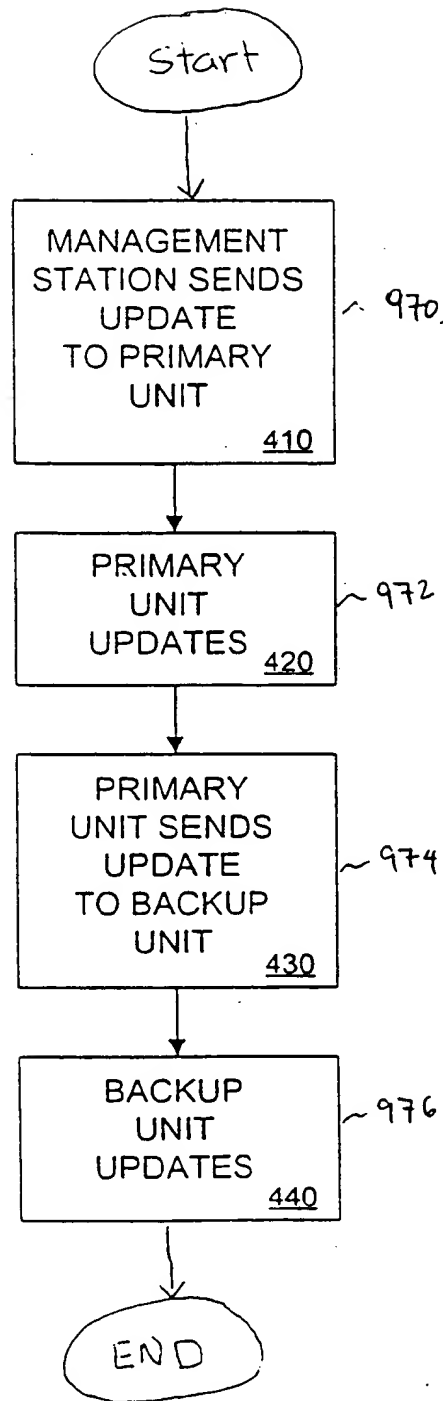 Start
MANAGEMENT
STATION SENDS
UPDATE
TO PRIMARY
UNIT
410
970
PRIMARY
UNIT
UPDATES
420
972
PRIMARY
UNIT SENDS
UPDATE
TO BACKUP
UNIT
430
974
BACKUP
UNIT
UPDATES
440
976
END